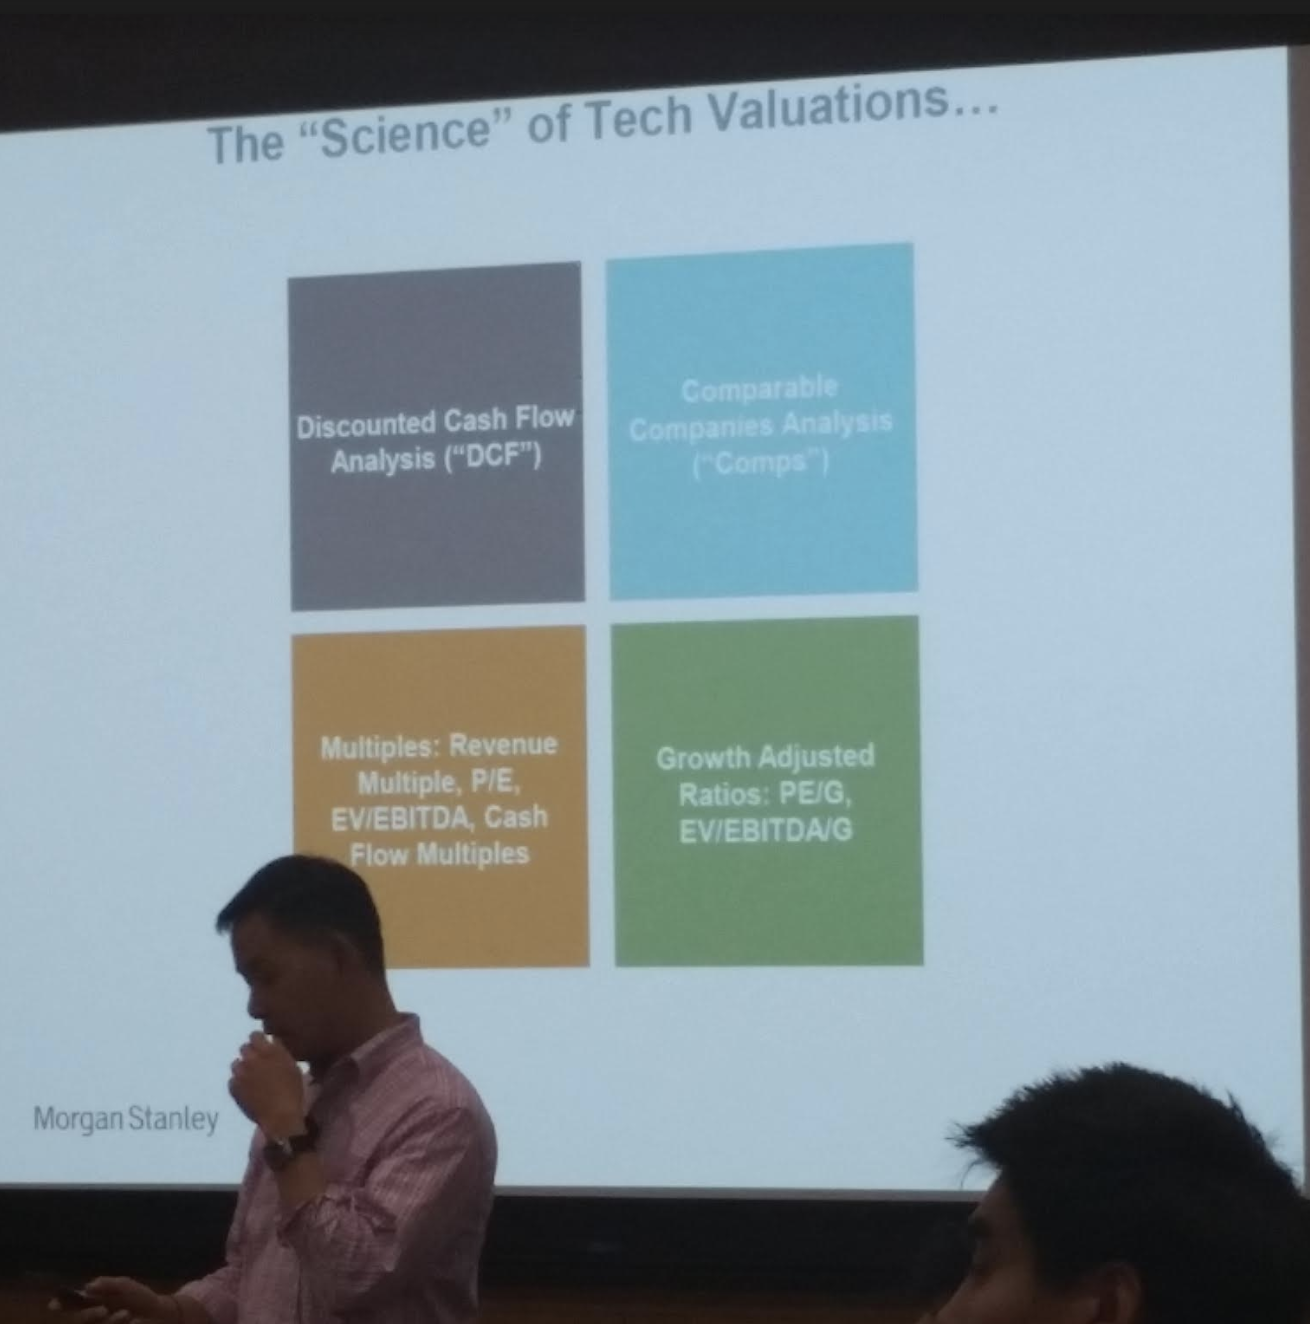 The “Science” of Tech Valuations…
Discounted Cash Flow
Analysis (“DCF”)
Comparable
Companies Analysis
(“Comps”)
Multiples: Revenue
Multiple, P/E,
EV/EBITDA, Cash
Flow Multiples
Growth Adjusted
Ratios: PE/G,
EV/EBITDA/G
Morgan Stanley